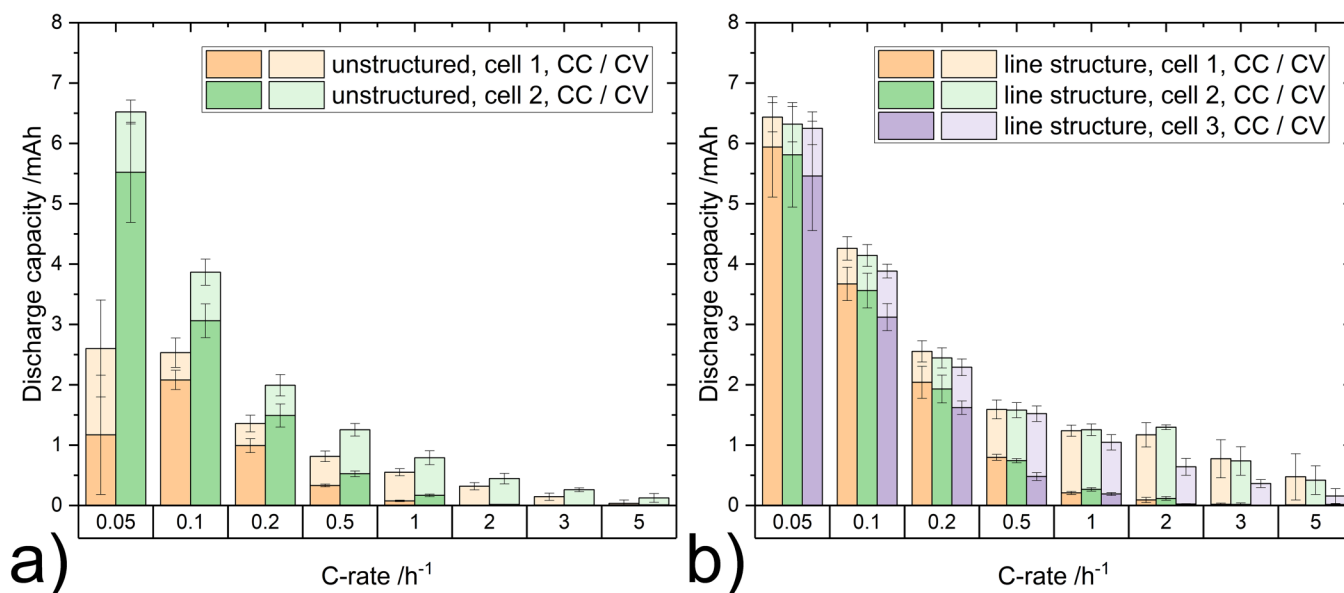 8
7
6
5
4
3
2
1
0
Discharge capacity /mAh
unstructured, cell 1, CC / CV
unstructured, cell 2, CC / CV
0.05 0.1 0.2 0.5 1 2 3 5
C-rate /h⁻¹
a)
8
7
6
5
4
3
2
1
0
Discharge capacity /mAh
line structure, cell 1, CC / CV
line structure, cell 2, CC / CV
line structure, cell 3, CC / CV
0.05 0.1 0.2 0.5 1 2 3 5
C-rate /h⁻¹
b)